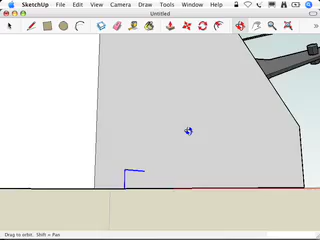 SketchUp File Edit View Camera Draw Tools Window Help
Untitled
Drag to orbit. Shift = Pan